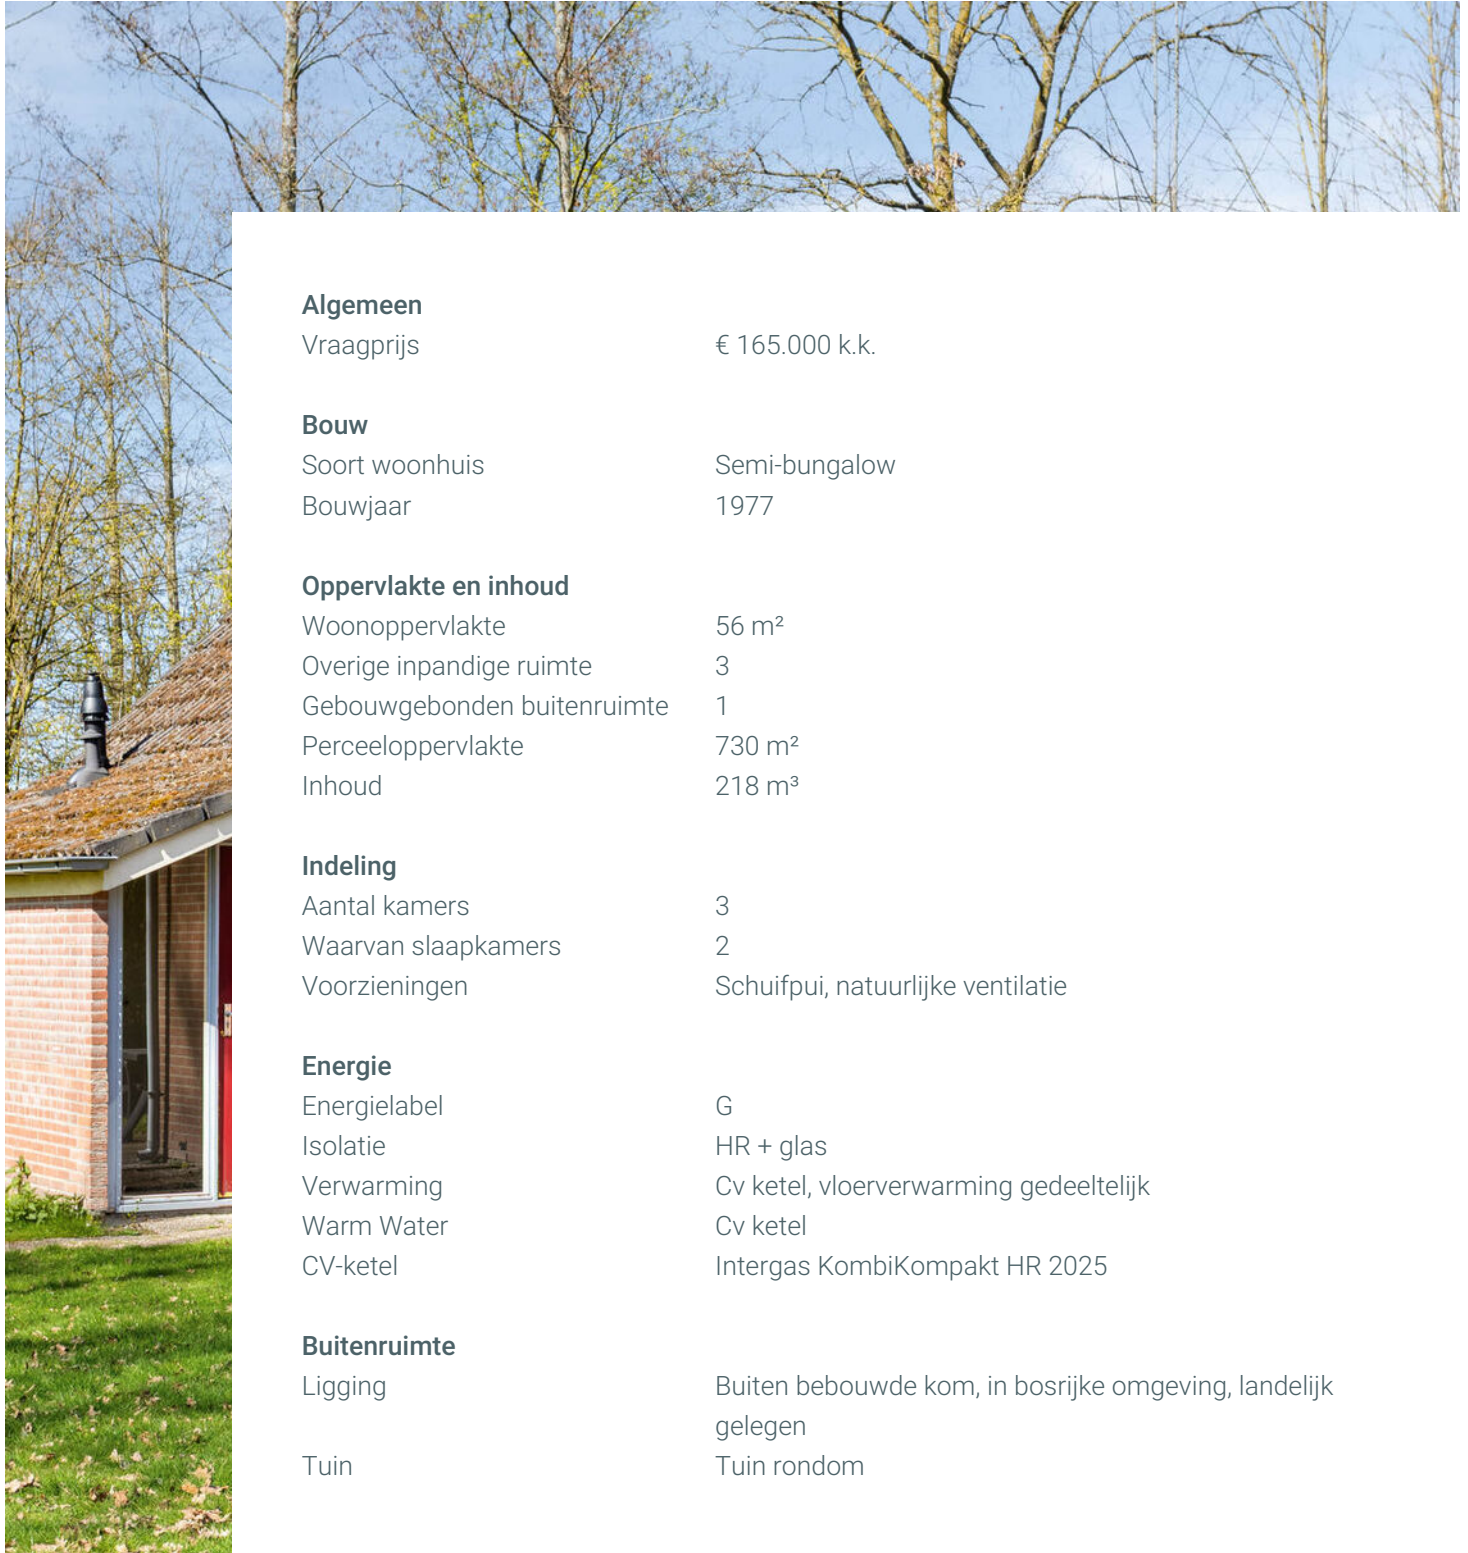 Algemeen
Vraagprijs € 165.000 k.k.
Bouw
Soort woonhuis Semi-bungalow
Bouwjaar 1977
Oppervlakte en inhoud
Woonoppervlakte 56 m²
Overige inpandige ruimte 3
Gebouwgebonden buitenruimte 1
Perceeloppervlakte 730 m²
Inhoud 218 m³
Indeling
Aantal kamers 3
Waarvan slaapkamers 2
Voorzieningen Schuifpui, natuurlijke ventilatie
Energie
Energielabel G
Isolatie HR + glas
Verwarming Cv ketel, vloerverwarming gedeeltelijk
Warm Water Cv ketel
CV-ketel Intergas KombiKompakt HR 2025
Buitenruimte
Ligging Buiten bebouwde kom, in bosrijke omgeving, landelijk
gelegen
Tuin Tuin rondom